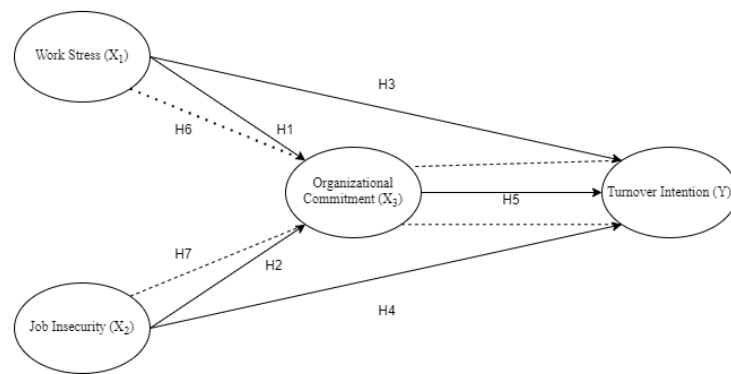 Work Stress (X₁)
H3
H1
H6
Organizational
Commitment (X₃)
Turnover Intention (Y)
H5
H7
H2
H4
Job Insecurity (X₂)